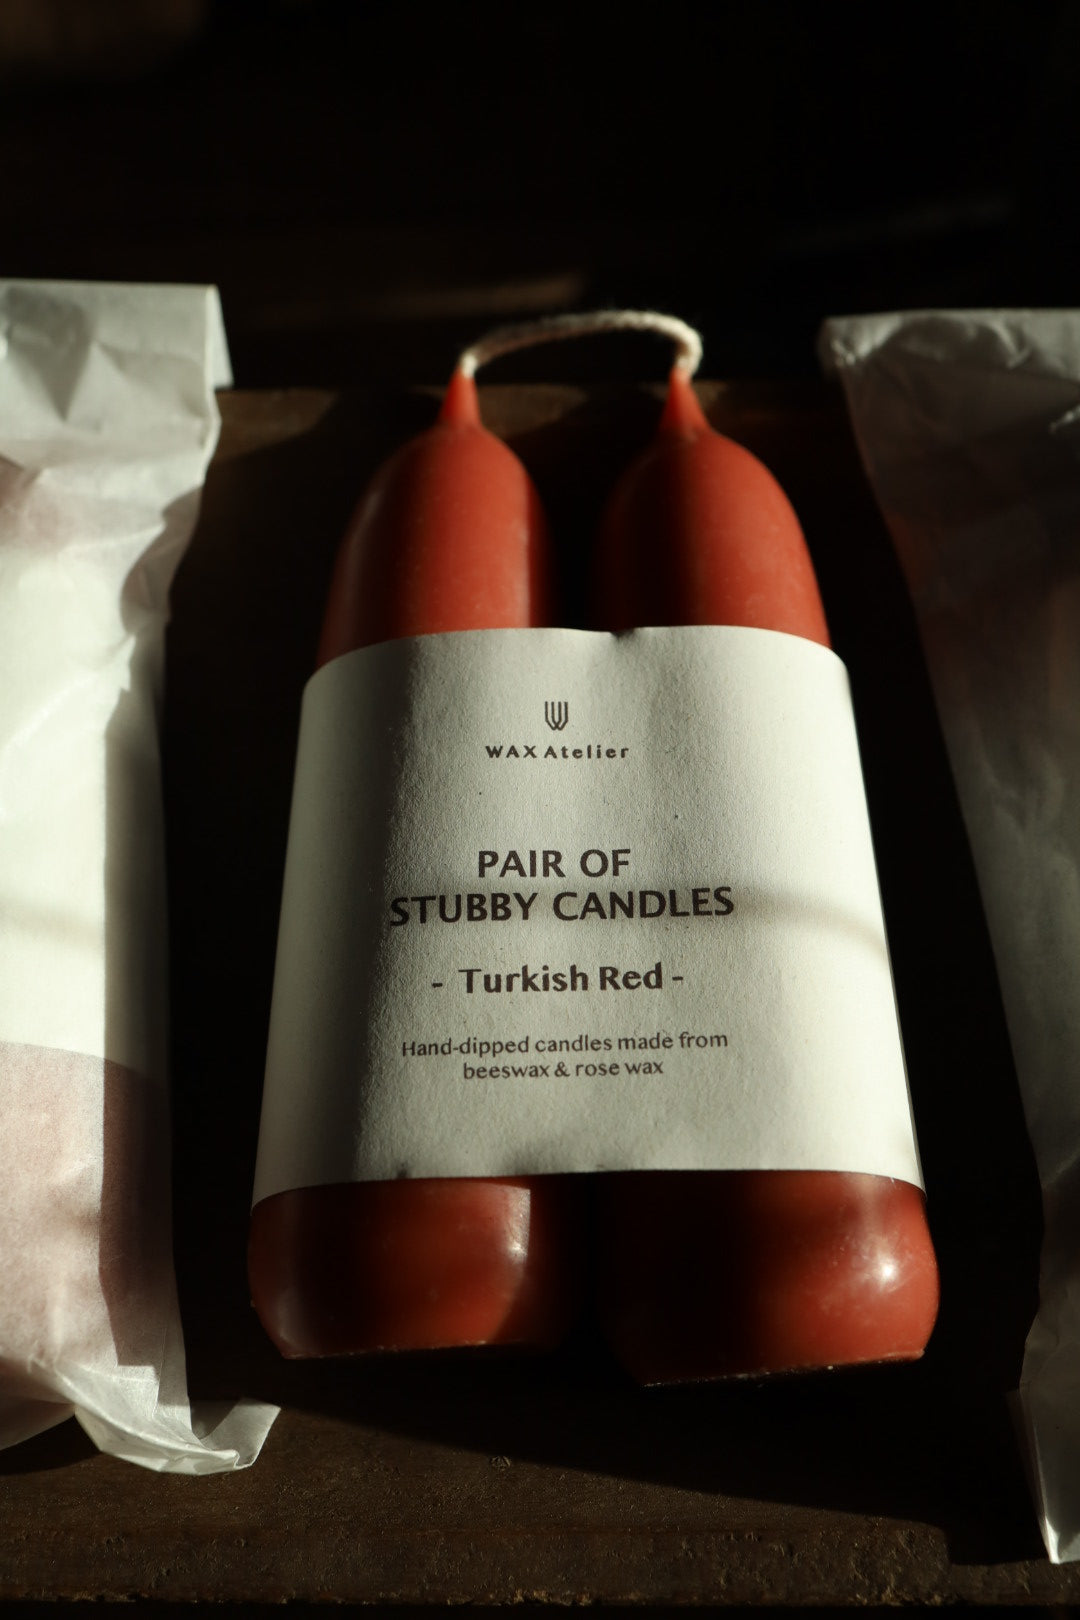 WAX Atelier
PAIR OF
STUBBY CANDLES
- Turkish Red -
Hand-dipped candles made from
beeswax & rose wax